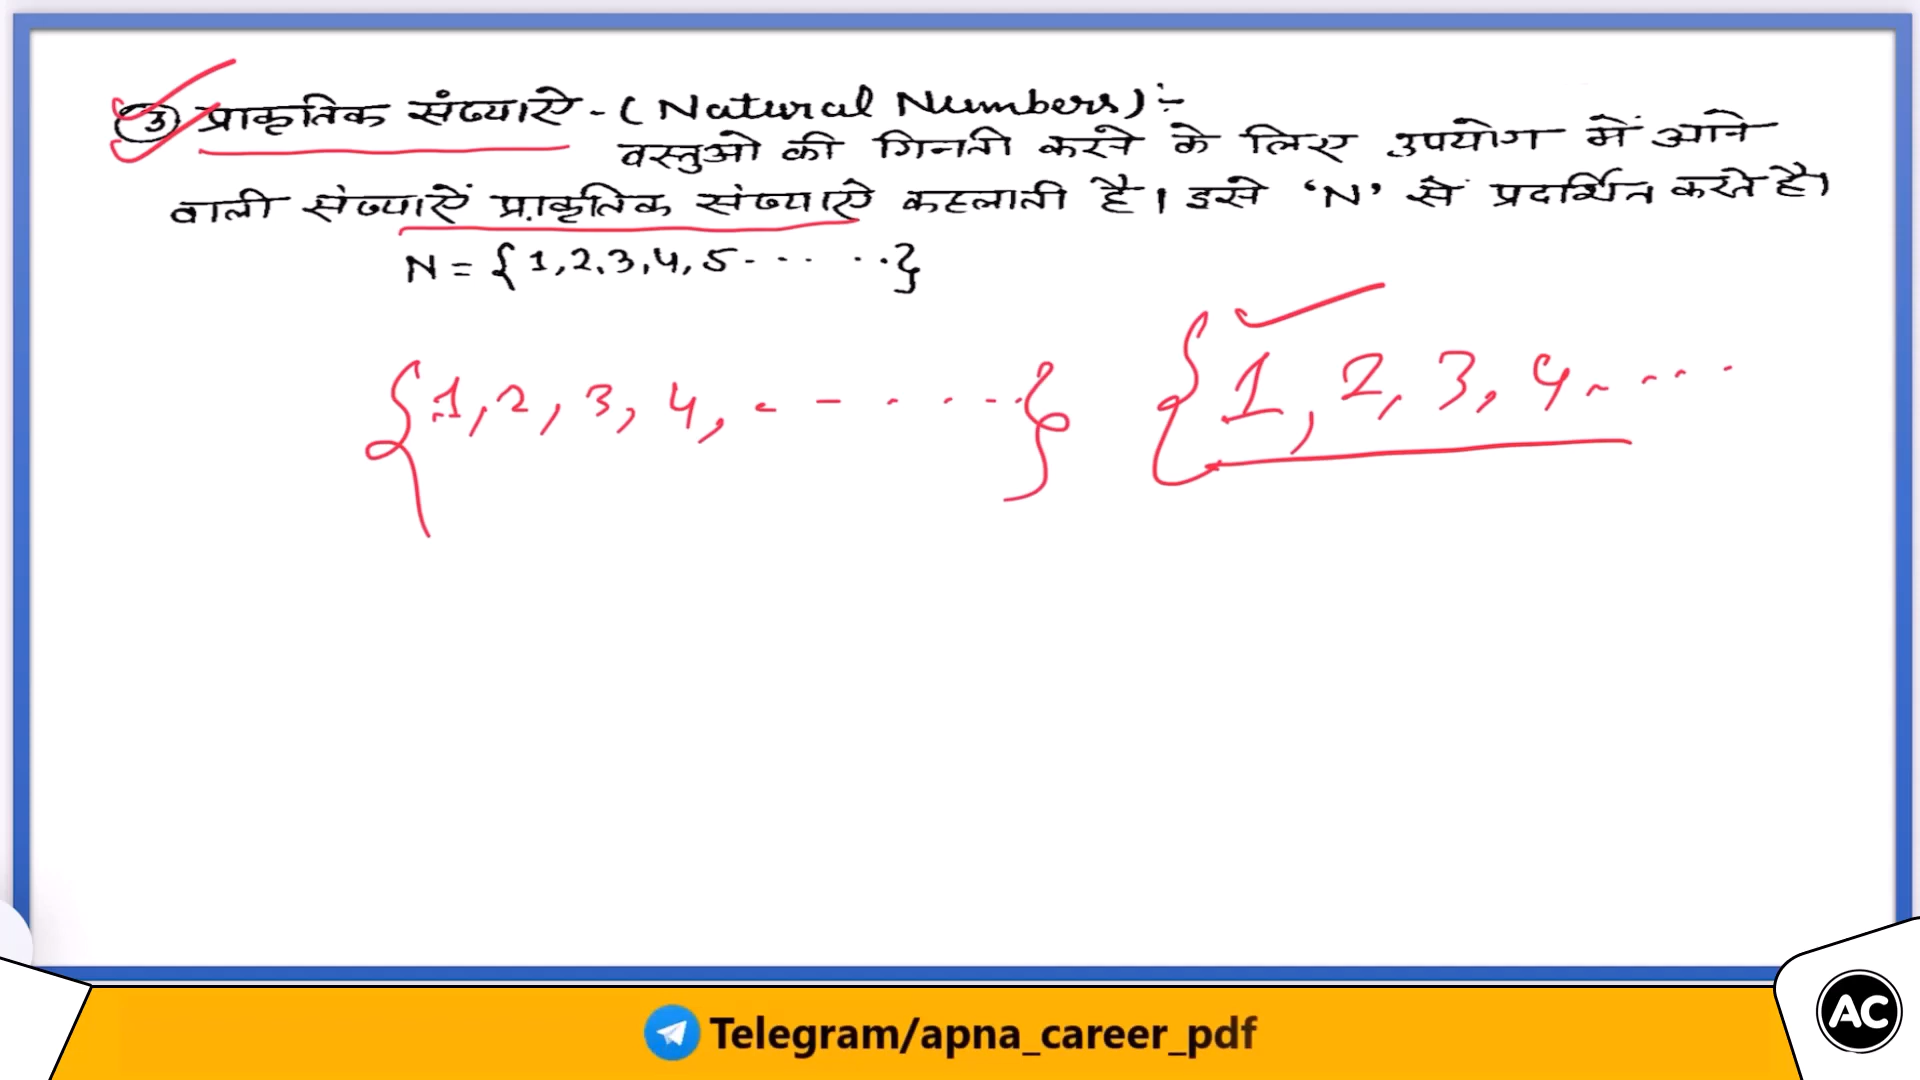 ③ प्राकृतिक संख्याऐ - (Natural Numbers) :-
वस्तुओ की गिनती करने के लिए उपयोग में आने
वाली संख्याऐं प्राकृतिक संख्याऐ कहलाती है। इसे 'N' से प्रदर्शित करते है।
N = {1,2,3,4,5- - - - ..}
{1, 2, 3, 4, - - - - ...}
{1, 2, 3, 4 - - - -
Telegram/apna_career_pdf
AC